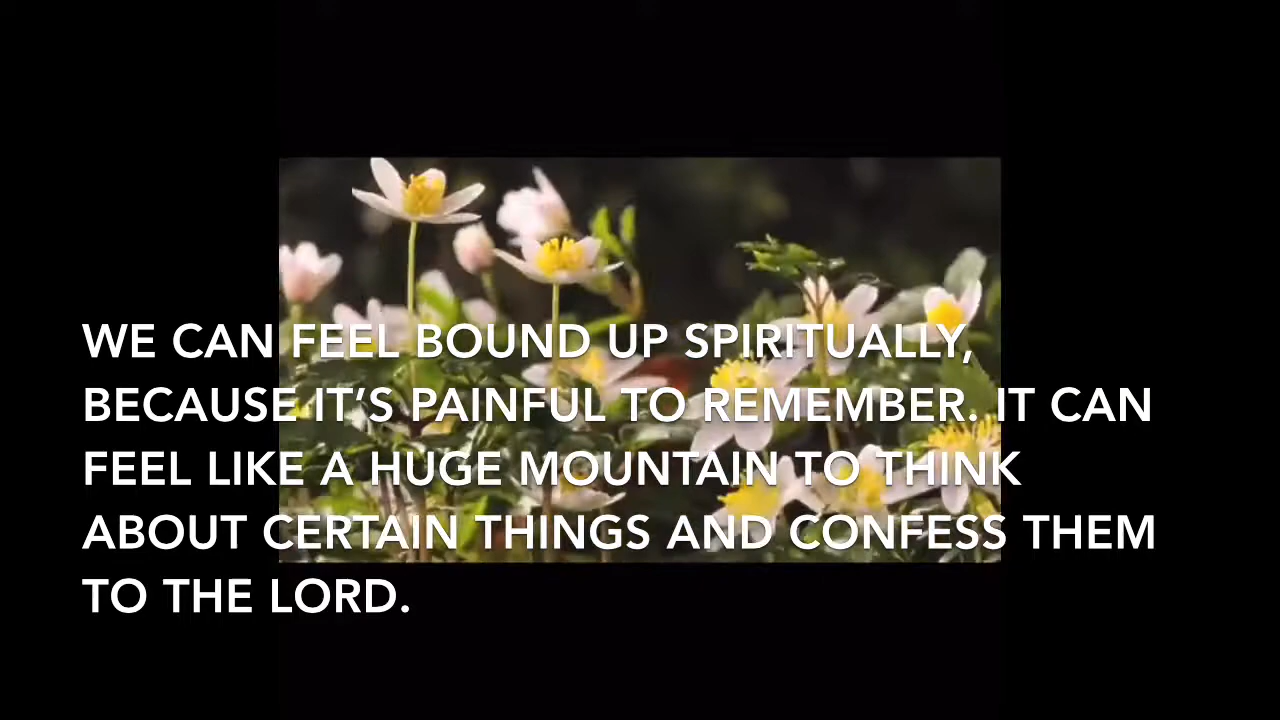 WE CAN FEEL BOUND UP SPIRITUALLY,
BECAUSE IT’S PAINFUL TO REMEMBER. IT CAN
FEEL LIKE A HUGE MOUNTAIN TO THINK
ABOUT CERTAIN THINGS AND CONFESS THEM
TO THE LORD.